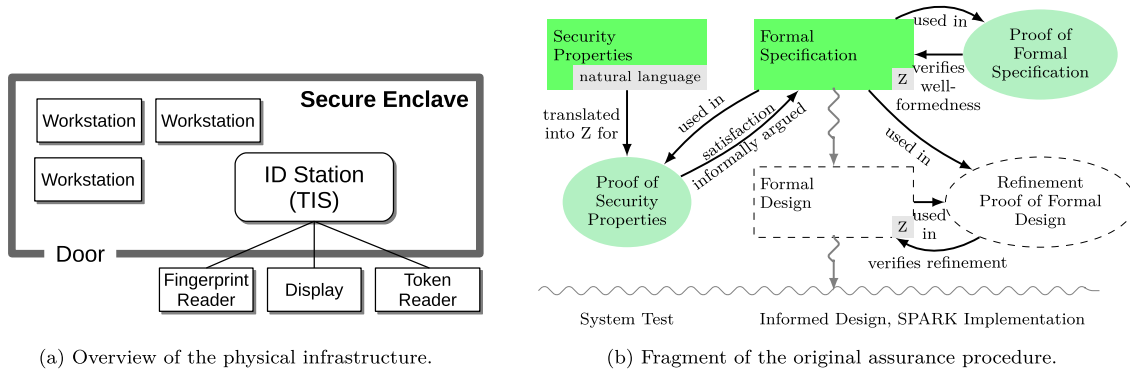 Secure Enclave
Workstation
Workstation
Workstation
ID Station
(TIS)
Door
Fingerprint
Reader
Display
Token
Reader
(a) Overview of the physical infrastructure.
Security
Properties
natural language
Formal
Specification
Z
used in
Proof of
Formal
Specification
verifies
well-
formedness
translated
into Z for
used in
satisfaction
informally argued
used in
Proof of
Security
Properties
Formal
Design
Z
used
in
Refinement
Proof of Formal
Design
verifies refinement
System Test
Informed Design, SPARK Implementation
(b) Fragment of the original assurance procedure.